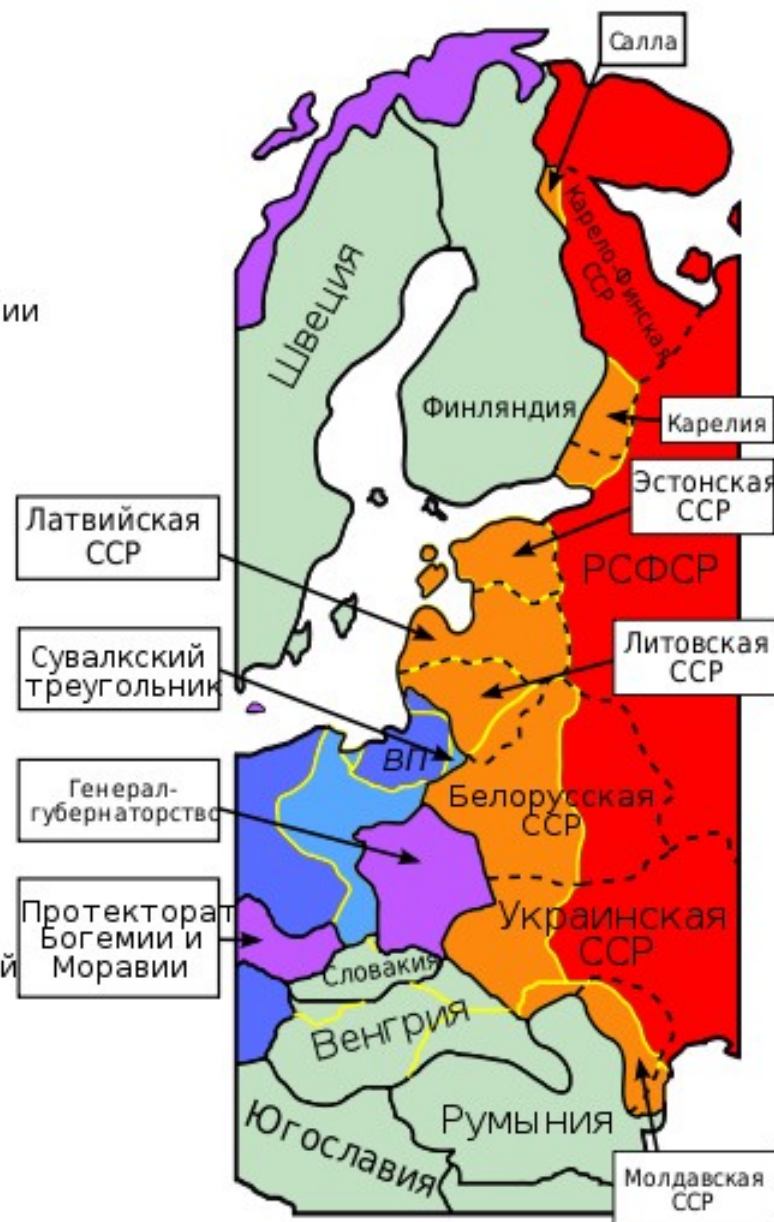 Салла
Карело-Финская
ССР
ии
Швеция
Финляндия
Карелия
Эстонская
ССР
Латвийская
ССР
РСФСР
Сувалкский
треугольник
Литовская
ССР
ВП
Генерал-
губернаторство
Белорусская
ССР
Протекторат
Богемии и
Моравии
й
Украинская
ССР
Словакия
Венгрия
Румыния
Югославия
Молдавская
ССР